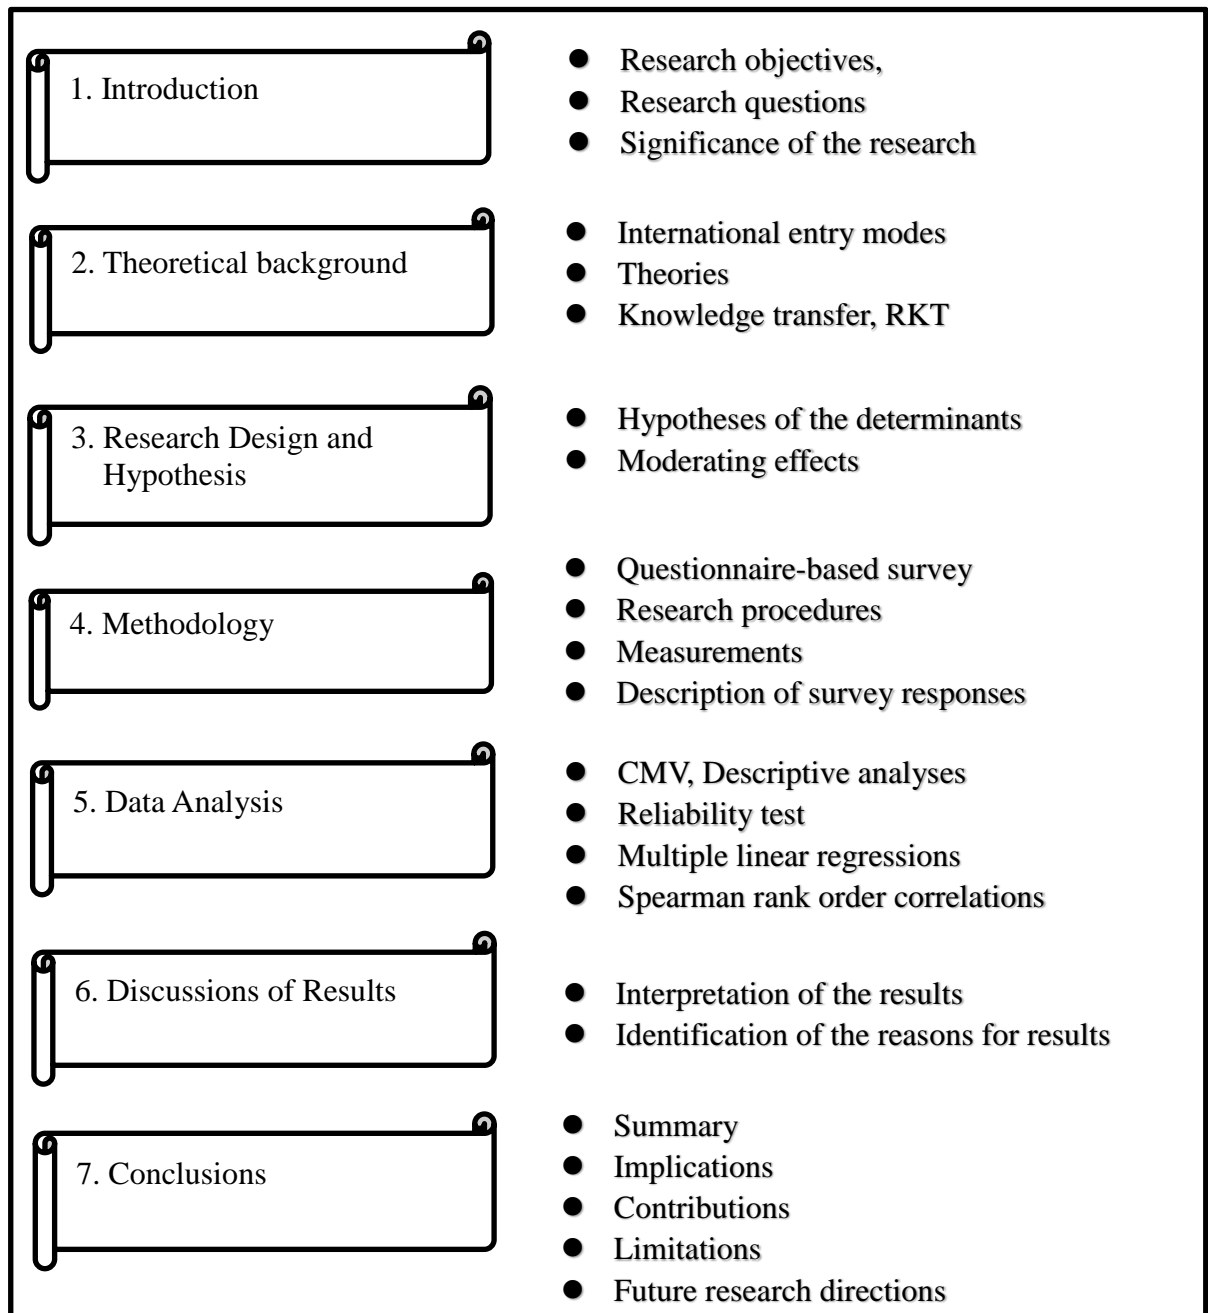 1. Introduction
Research objectives,
Research questions
Significance of the research
2. Theoretical background
International entry modes
Theories
Knowledge transfer, RKT
3. Research Design and
Hypothesis
Hypotheses of the determinants
Moderating effects
4. Methodology
Questionnaire-based survey
Research procedures
Measurements
Description of survey responses
5. Data Analysis
CMV, Descriptive analyses
Reliability test
Multiple linear regressions
Spearman rank order correlations
6. Discussions of Results
Interpretation of the results
Identification of the reasons for results
7. Conclusions
Summary
Implications
Contributions
Limitations
Future research directions